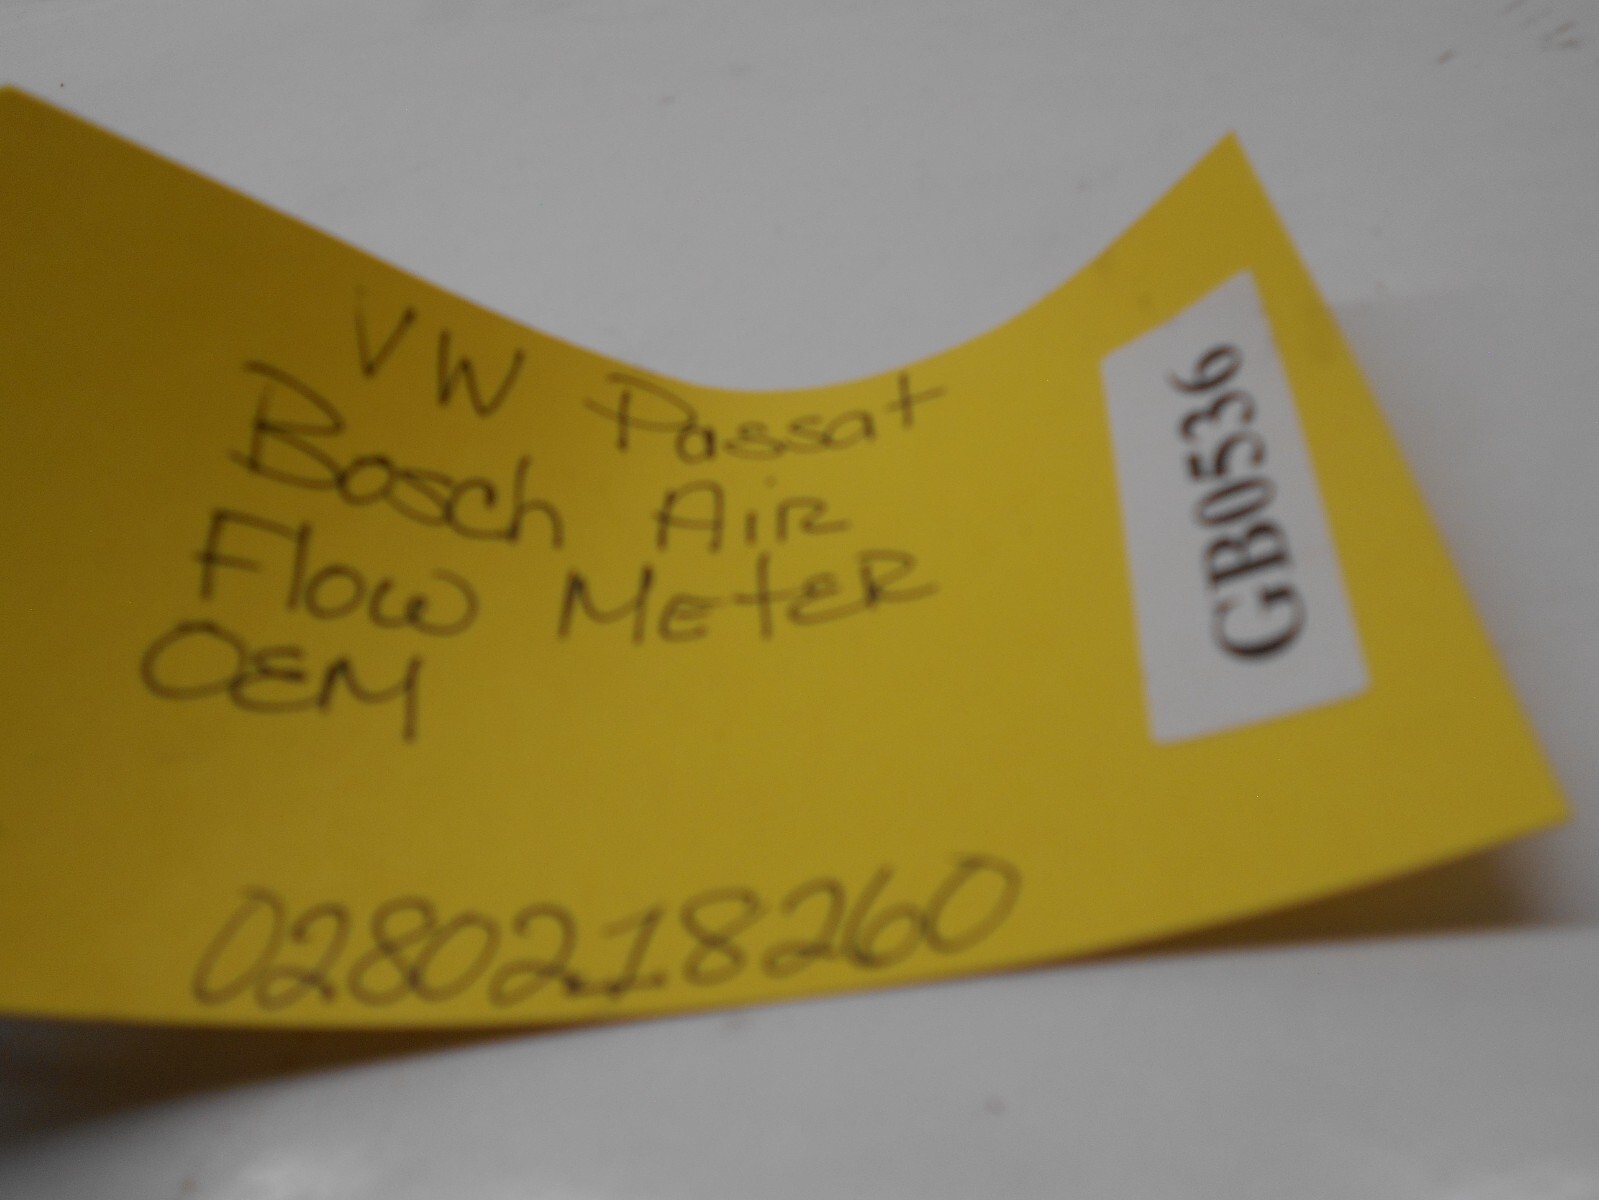 VW Passat
Bosch Air
Flow Meter
OEM
0280218260
GB0536